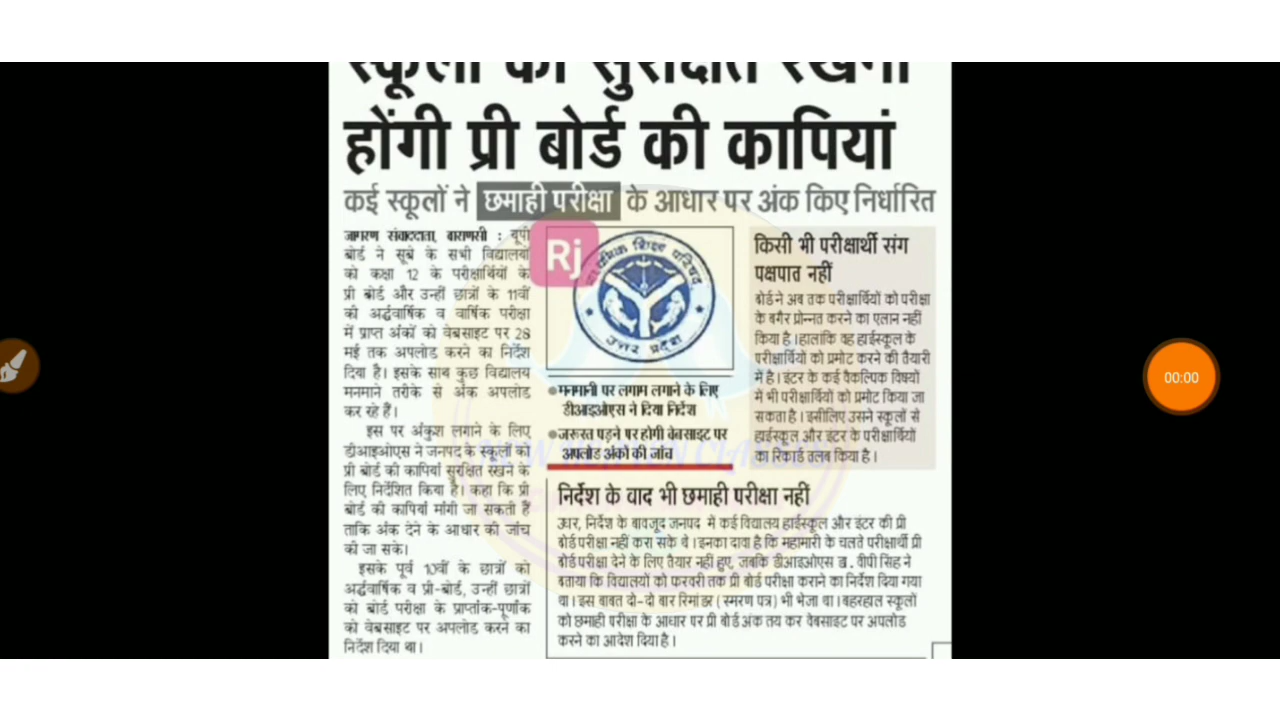 स्कूलों को सुरक्षित रखनी
होंगी प्री बोर्ड की कापियां
कई स्कूलों ने छमाही परीक्षा के आधार पर अंक किए निर्धारित
जागरण संवाददाता, वाराणसी : यूपी
बोर्ड ने सूबे के सभी विद्यालयों
को कक्षा 12 के परीक्षार्थियों के
प्री बोर्ड और उन्हीं छात्रों के 11वीं
की अर्द्धवार्षिक व वार्षिक परीक्षा
में प्राप्त अंकों को वेबसाइट पर 28
मई तक अपलोड करने का निर्देश
दिया है। इसके साथ कुछ विद्यालय
मनमाने तरीके से अंक अपलोड
कर रहे हैं।
इस पर अंकुश लगाने के लिए
डीआइओएस ने जनपद के स्कूलों को
प्री बोर्ड की कापियां सुरक्षित रखने के
लिए निर्देशित किया है। कहा कि प्री
बोर्ड की कापियां मांगी जा सकती हैं
ताकि अंक देने के आधार की जांच
की जा सके।
इसके पूर्व 10वीं के छात्रों को
अर्द्धवार्षिक व प्री-बोर्ड, उन्हीं छात्रों
को बोर्ड परीक्षा के प्राप्तांक-पूर्णांक
को वेबसाइट पर अपलोड करने का
निर्देश दिया था।
Rj
माध्यमिक शिक्षा परिषद
उत्तर प्रदेश
मनमानी पर लगाम लगाने के लिए
डीआइओएस ने दिया निर्देश
जरूरत पड़ने पर होगी वेबसाइट पर
अपलोड अंकों की जांच
किसी भी परीक्षार्थी संग
पक्षपात नहीं
बोर्ड ने अब तक परीक्षार्थियों को परीक्षा
के बगैर प्रोन्नत करने का एलान नहीं
किया है। हालांकि वह हाईस्कूल के
परीक्षार्थियों को प्रमोट करने की तैयारी
में है। इंटर के कई वैकल्पिक विषयों
में भी परीक्षार्थियों को प्रमोट किया जा
सकता है। इसीलिए उसने स्कूलों से
हाईस्कूल और इंटर के परीक्षार्थियों
का रिकार्ड तलब किया है।
निर्देश के वाद भी छमाही परीक्षा नहीं
उधर, निर्देश के बावजूद जनपद में कई विद्यालय हाईस्कूल और इंटर की प्री
बोर्ड परीक्षा नहीं करा सके थे। इनका दावा है कि महामारी के चलते परीक्षार्थी प्री
बोर्ड परीक्षा देने के लिए तैयार नहीं हुए, जबकि डीआइओएस डा. वीपी सिंह ने
बताया कि विद्यालयों को फरवरी तक प्री बोर्ड परीक्षा कराने का निर्देश दिया गया
था। इस बाबत दो-दो बार रिमांडर (स्मरण पत्र) भी भेजा था। बहरहाल स्कूलों
को छमाही परीक्षा के आधार पर प्री बोर्ड अंक तय कर वेबसाइट पर अपलोड
करने का आदेश दिया है।
00:00